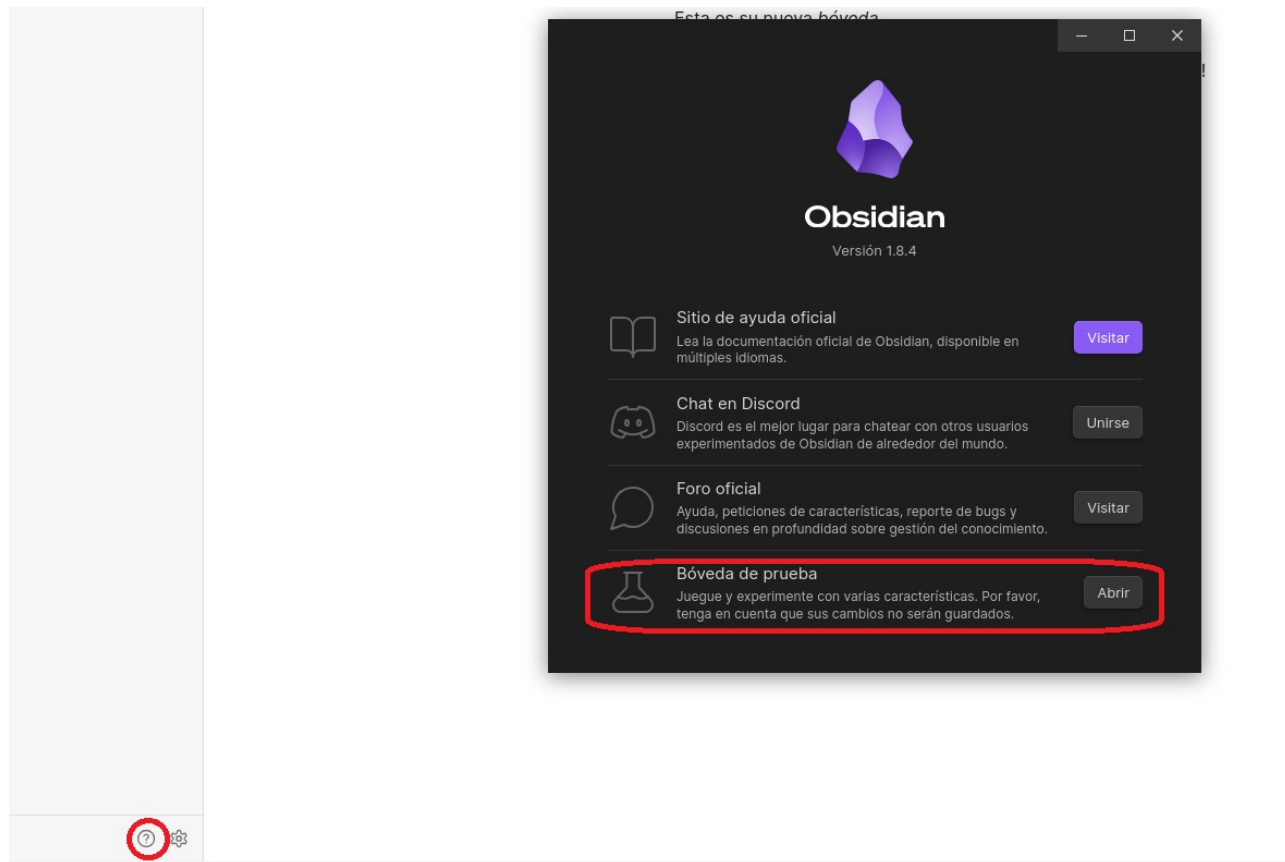 Esta es su nueva bóveda.
!
Obsidian
Versión 1.8.4
Sitio de ayuda oficial
Lea la documentación oficial de Obsidian, disponible en
múltiples idiomas.
Visitar
Chat en Discord
Discord es el mejor lugar para chatear con otros usuarios
experimentados de Obsidian de alrededor del mundo.
Unirse
Foro oficial
Ayuda, peticiones de características, reporte de bugs y
discusiones en profundidad sobre gestión del conocimiento.
Visitar
Bóveda de prueba
Juegue y experimente con varias características. Por favor,
tenga en cuenta que sus cambios no serán guardados.
Abrir
?